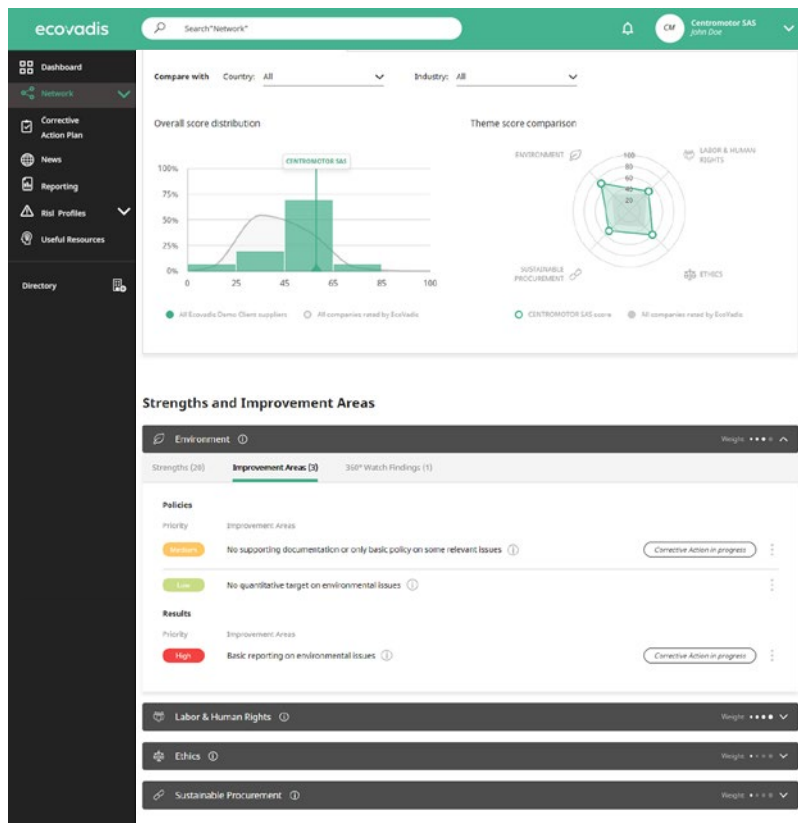 ecovadis
Search"Network"
CM
Centromotor SAS
John Doe
Dashboard
Network
Corrective
Action Plan
News
Reporting
Risl Profiles
Useful Resources
Directory
Compare with
Country: All
Industry: All
Overall score distribution
CENTROMOTOR SAS
100%
75%
50%
25%
0%
0 25 45 65 85 100
All Ecovadis Demo Client suppliers
All companies rated by EcoVadis
Theme score comparison
ENVIRONMENT
LABOR & HUMAN
RIGHTS
100
80
60
40
20
SUSTAINABLE
PROCUREMENT
ETHICS
CENTROMOTOR SAS score
All companies rated by EcoVadis
Strengths and Improvement Areas
Environment
Weight
Strengths (20)
Improvement Areas (3)
360° Watch Findings (1)
Policies
Priority
Improvement Areas
Medium
No supporting documentation or only basic policy on some relevant issues
Corrective Action in progress
Low
No quantitative target on environmental issues
Results
Priority
Improvement Areas
High
Basic reporting on environmental issues
Corrective Action in progress
Labor & Human Rights
Weight
Ethics
Weight
Sustainable Procurement
Weight